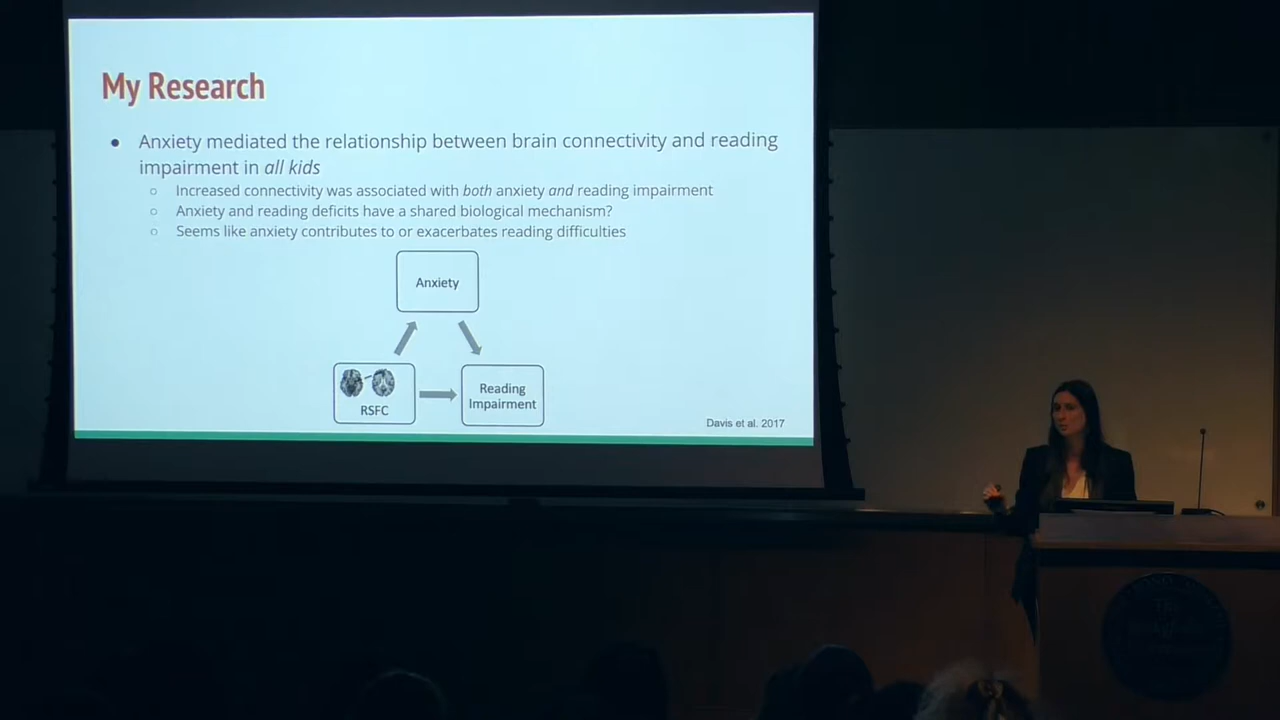 My Research
● Anxiety mediated the relationship between brain connectivity and reading
impairment in all kids
○ Increased connectivity was associated with both anxiety and reading impairment
○ Anxiety and reading deficits have a shared biological mechanism?
○ Seems like anxiety contributes to or exacerbates reading difficulties
Anxiety
RSFC
Reading
Impairment
Davis et al. 2017